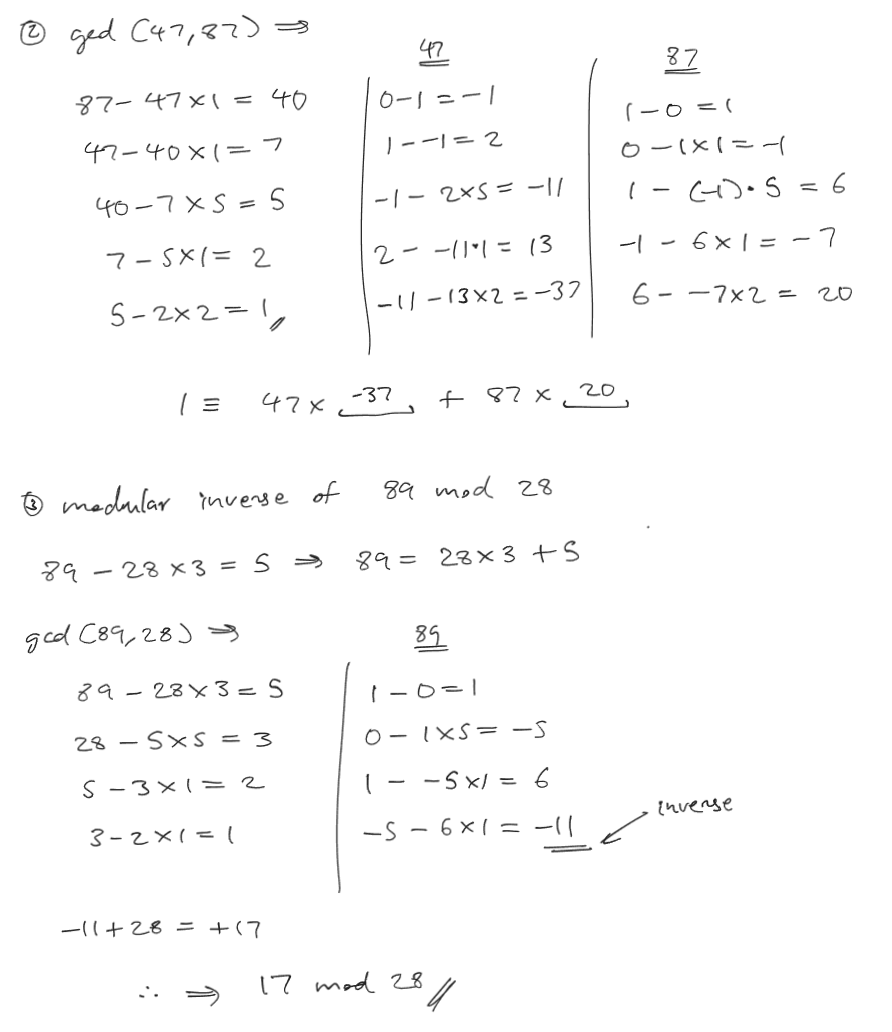 ② gcd (47,87) ⇒
47 87
87 - 47 × 1 = 40 0 - 1 = -1 1 - 0 = 1
47 - 40 × 1 = 7 1 - -1 = 2 0 - 1 × 1 = -1
40 - 7 × 5 = 5 -1 - 2×5 = -11 1 - (-1)·5 = 6
7 - 5×1 = 2 2 - -11·1 = 13 -1 - 6×1 = -7
5 - 2×2 = 1 -11 - 13×2 = -37 6 - -7×2 = 20
1 ≡ 47 × -37 + 87 × 20
③ modular inverse of 89 mod 28
89 - 28 × 3 = 5 ⇒ 89 = 28×3 + 5
gcd (89,28) ⇒ 89
89 - 28×3 = 5 1 - 0 = 1
28 - 5×5 = 3 0 - 1×5 = -5
5 - 3×1 = 2 1 - -5×1 = 6
3 - 2×1 = 1 -5 - 6×1 = -11 inverse
-11 + 28 = +17
∴ ⇒ 17 mod 28